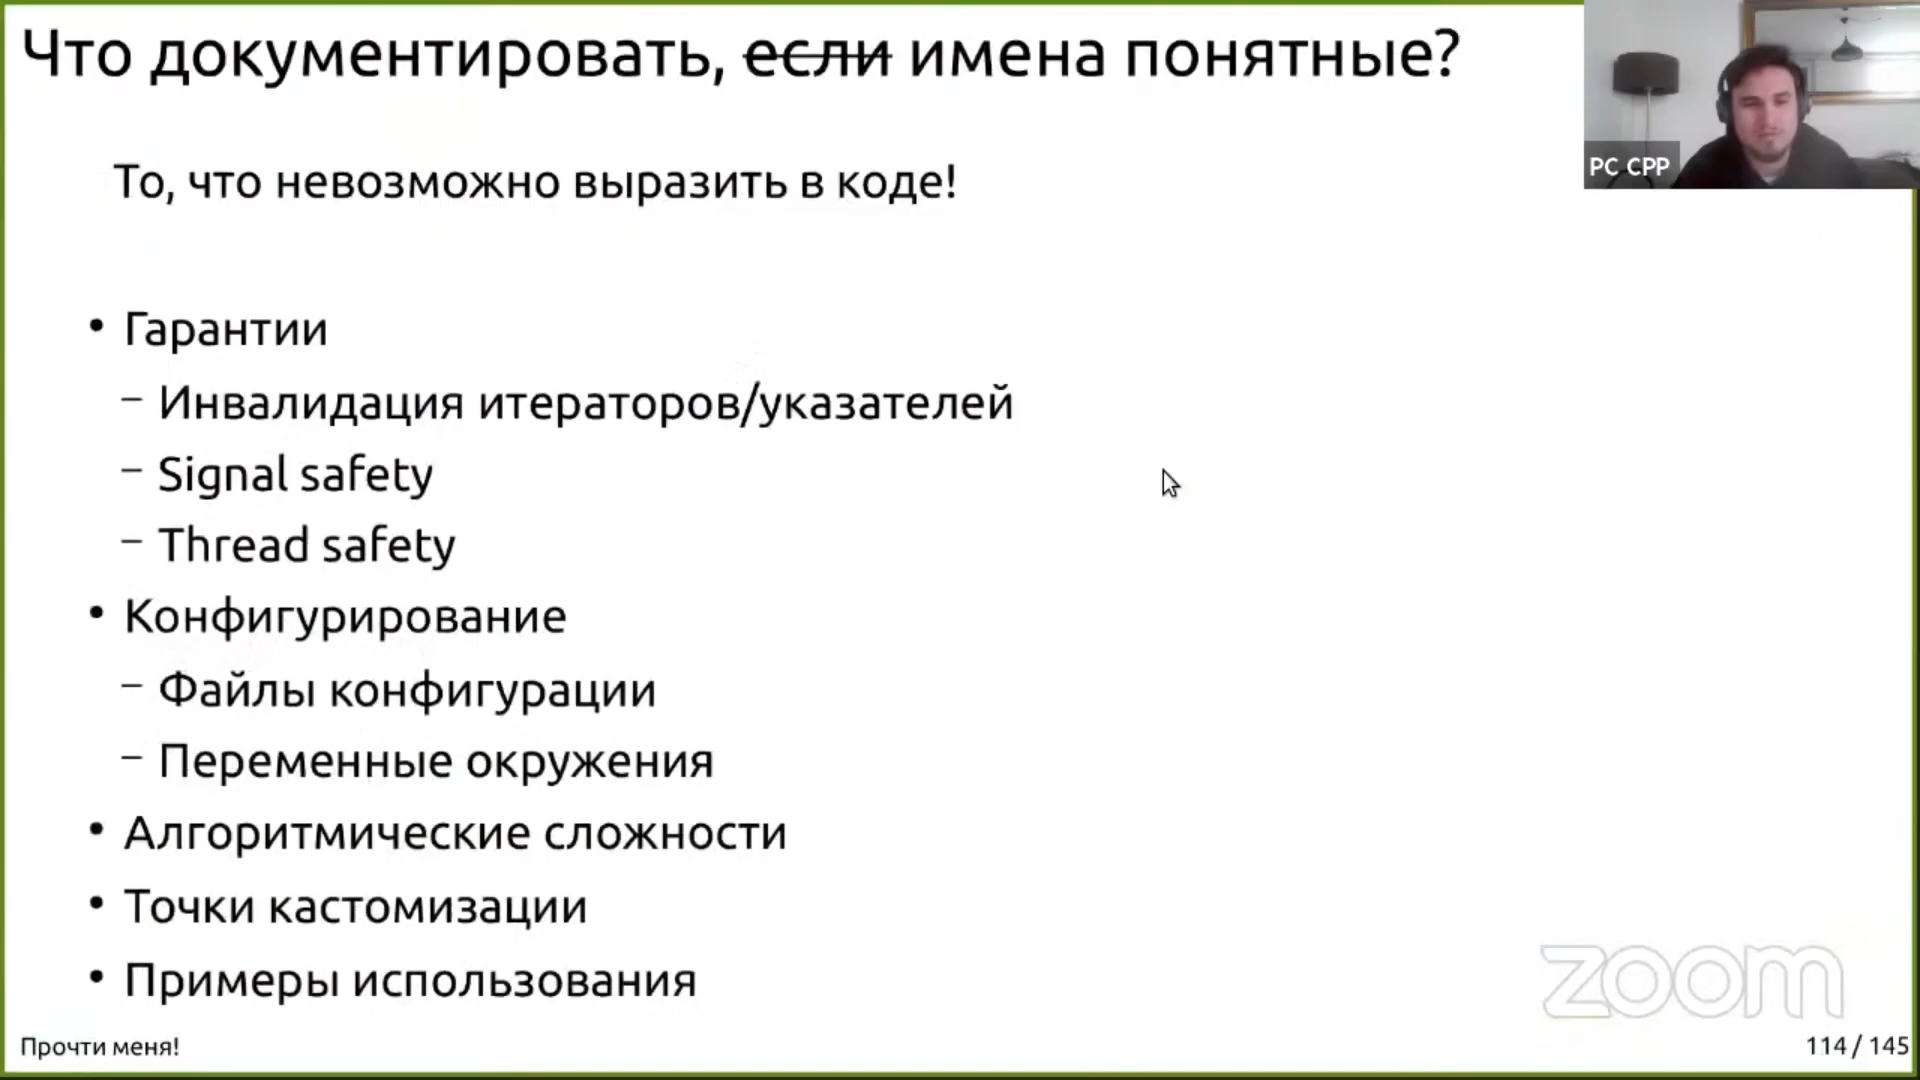 Что документировать, если имена понятные?
PC CPP
То, что невозможно выразить в коде!
• Гарантии
– Инвалидация итераторов/указателей
– Signal safety
– Thread safety
• Конфигурирование
– Файлы конфигурации
– Переменные окружения
• Алгоритмические сложности
• Точки кастомизации
• Примеры использования
zoom
Прочти меня!
114 / 145